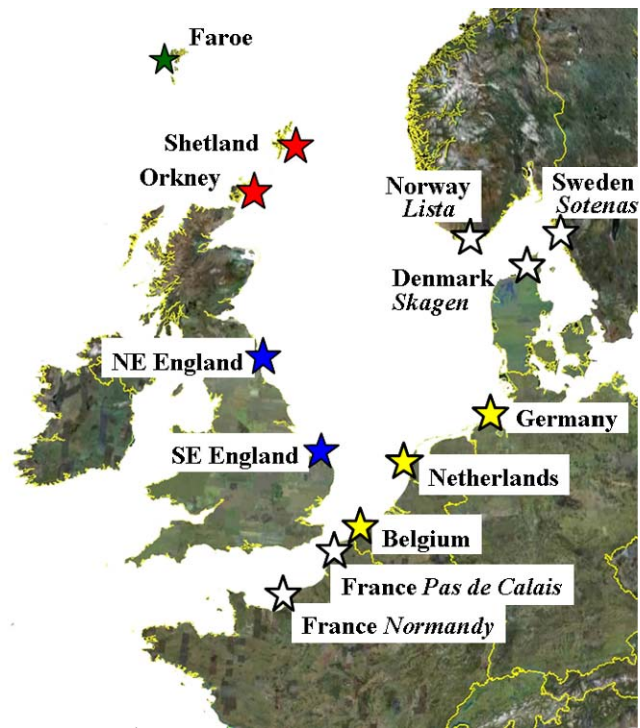 Faroe
Shetland
Orkney
Norway
Lista
Sweden
Sotenas
Denmark
Skagen
NE England
Germany
SE England
Netherlands
Belgium
France Pas de Calais
France Normandy